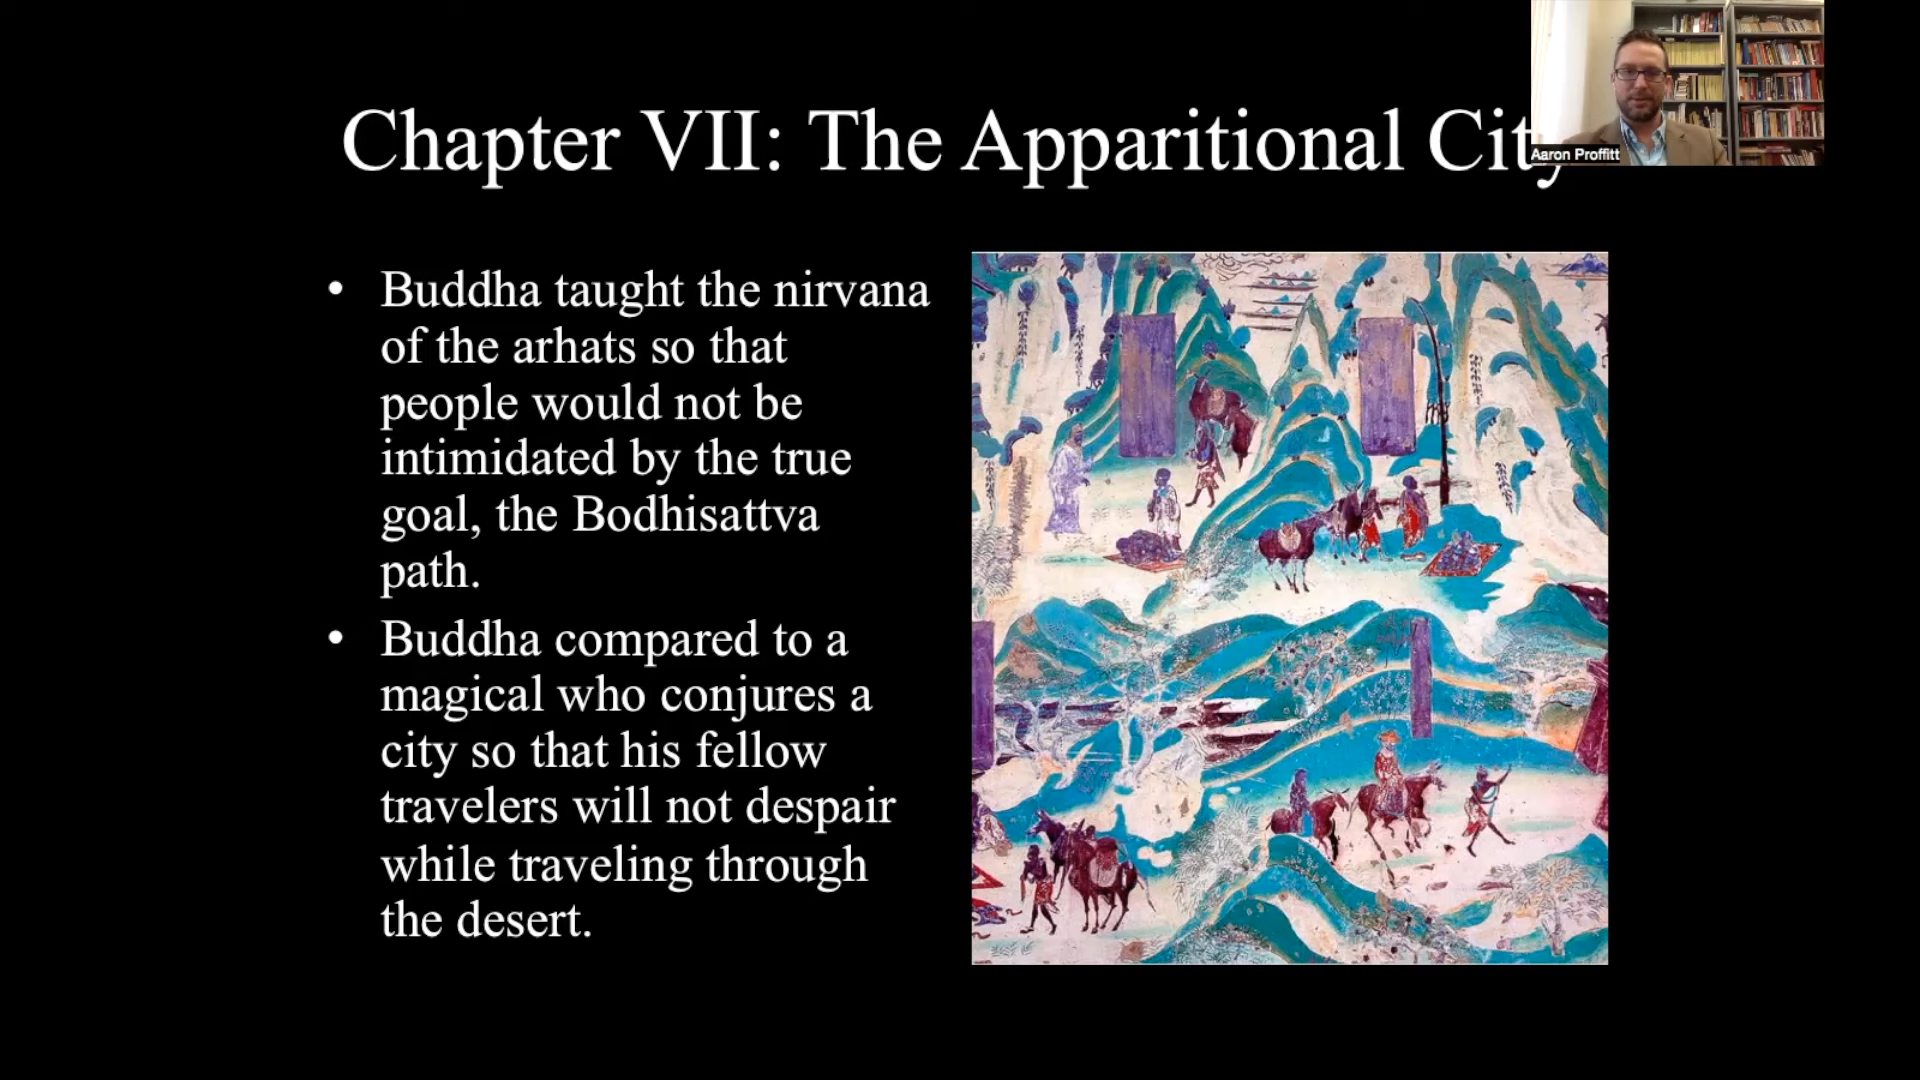 Chapter VII: The Apparitional City
Aaron Proffitt
• Buddha taught the nirvana
of the arhats so that
people would not be
intimidated by the true
goal, the Bodhisattva
path.
• Buddha compared to a
magical who conjures a
city so that his fellow
travelers will not despair
while traveling through
the desert.